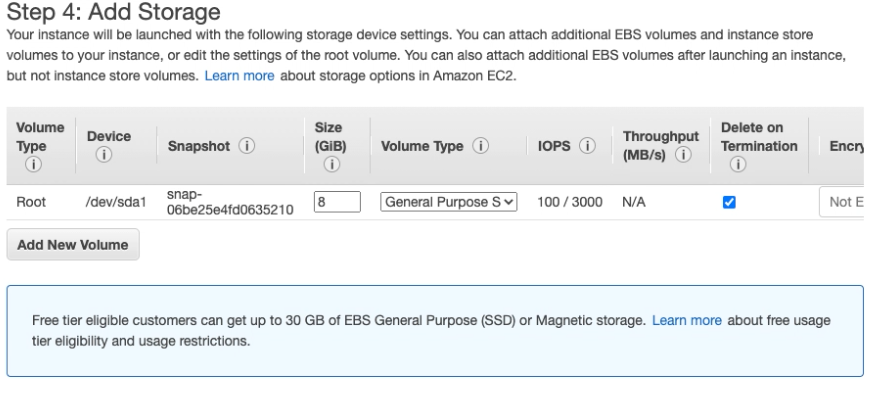 Step 4: Add Storage
Your instance will be launched with the following storage device settings. You can attach additional EBS volumes and instance store
volumes to your instance, or edit the settings of the root volume. You can also attach additional EBS volumes after launching an instance,
but not instance store volumes. Learn more about storage options in Amazon EC2.
Volume Type Device Snapshot Size (GiB) Volume Type IOPS Throughput (MB/s) Delete on Termination Encry
Root /dev/sda1 snap-06be25e4fd0635210 8 General Purpose S 100 / 3000 N/A Not E
Add New Volume
Free tier eligible customers can get up to 30 GB of EBS General Purpose (SSD) or Magnetic storage. Learn more about free usage
tier eligibility and usage restrictions.